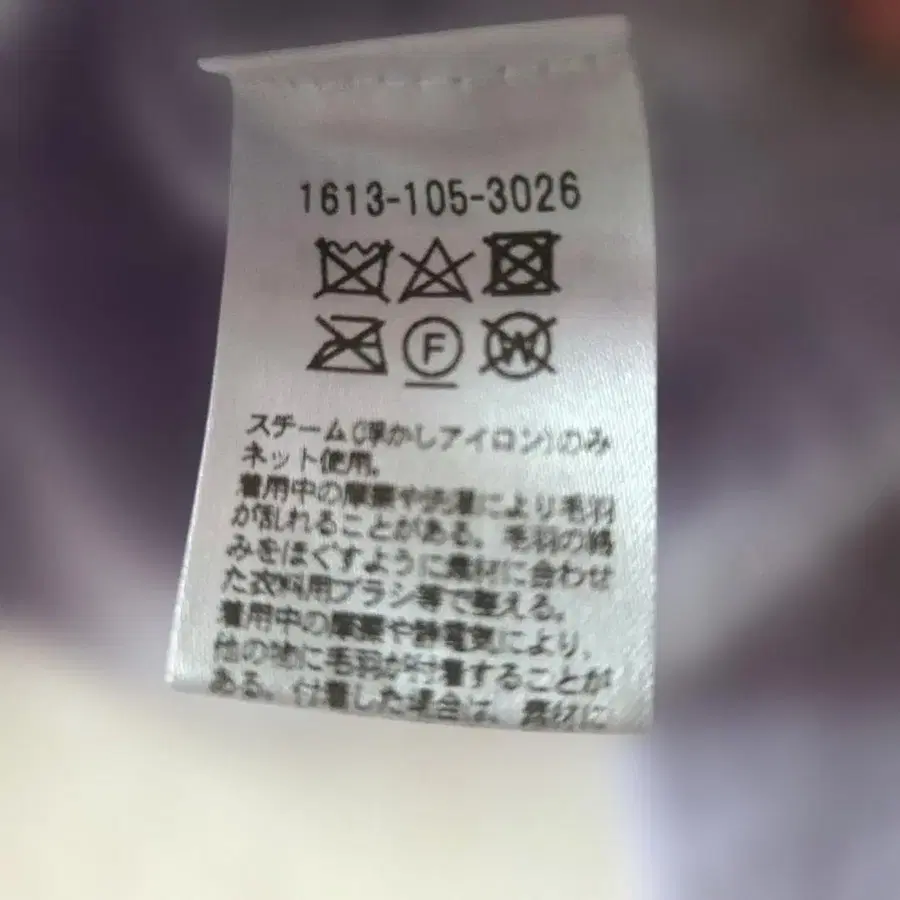 1613-105-3026
F
W
スチーム(浮かしアイロン)のみ
ネット使用。
着用中の摩擦や洗濯により毛羽
が乱れることがある。毛羽の絡
みをほぐすように素材に合わせ
た衣料用ブラシ等で整える。
着用中の摩擦や静電気により、
他の物に毛羽が付着することが
ある。付着した場合は、素材に